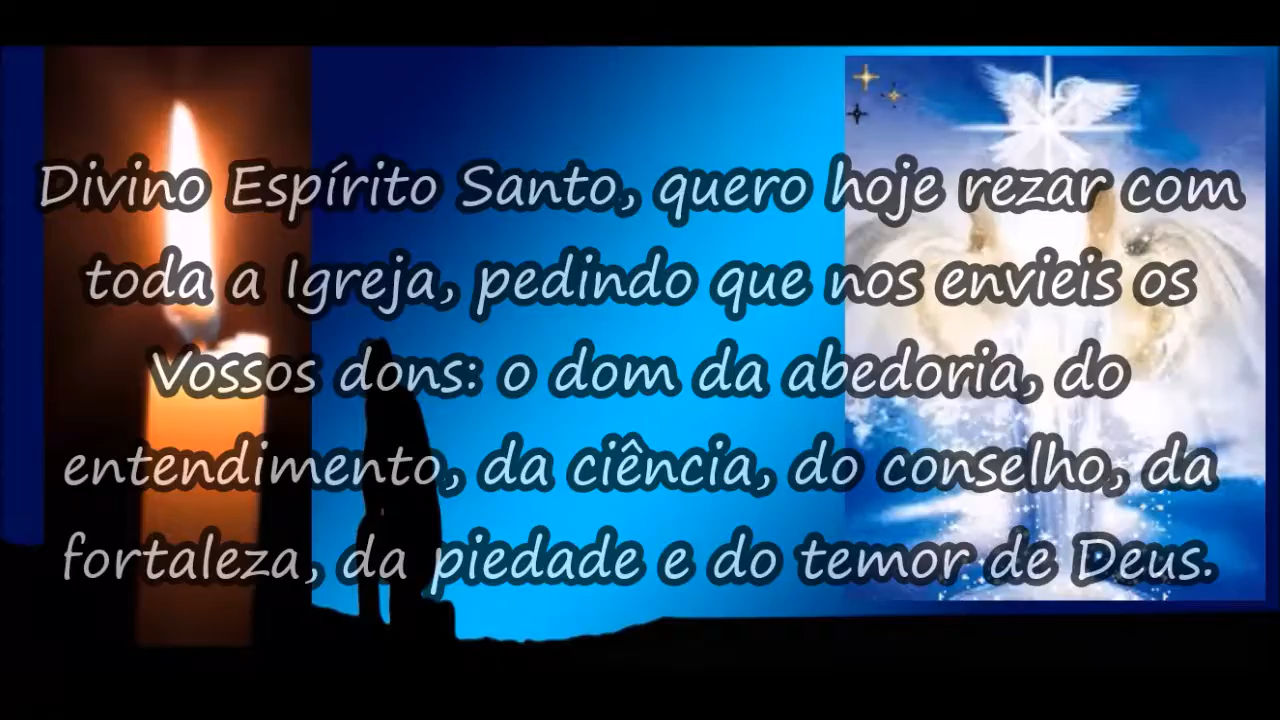 Divino Espírito Santo, quero hoje rezar com
toda a Igreja, pedindo que nos envieis os
Vossos dons: o dom da abedoria, do
entendimento, da ciência, do conselho, da
fortaleza, da piedade e do temor de Deus.